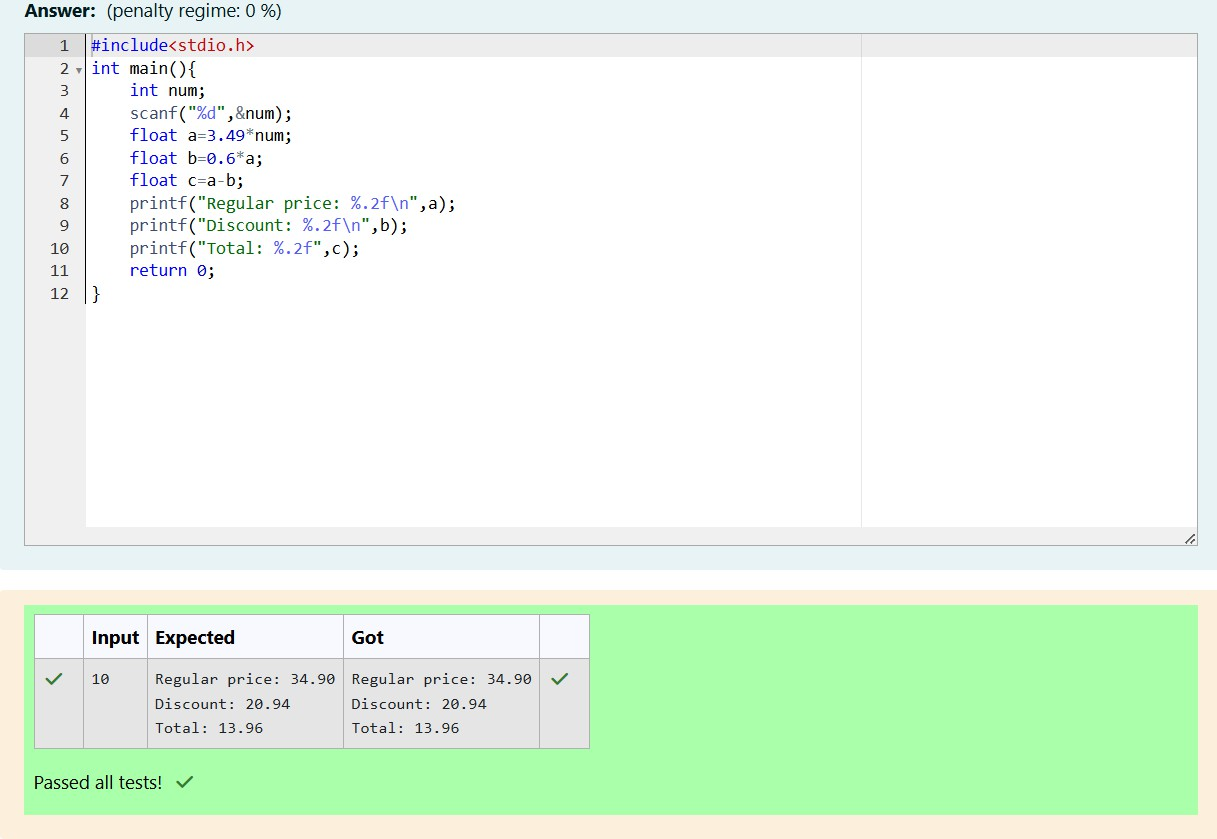 Answer: (penalty regime: 0 %)
1 #include<stdio.h>
2 int main(){
3     int num;
4     scanf("%d",&num);
5     float a=3.49*num;
6     float b=0.6*a;
7     float c=a-b;
8     printf("Regular price: %.2f\n",a);
9     printf("Discount: %.2f\n",b);
10     printf("Total: %.2f",c);
11     return 0;
12 }
Input Expected Got
10 Regular price: 34.90 Regular price: 34.90
Discount: 20.94 Discount: 20.94
Total: 13.96 Total: 13.96
Passed all tests!